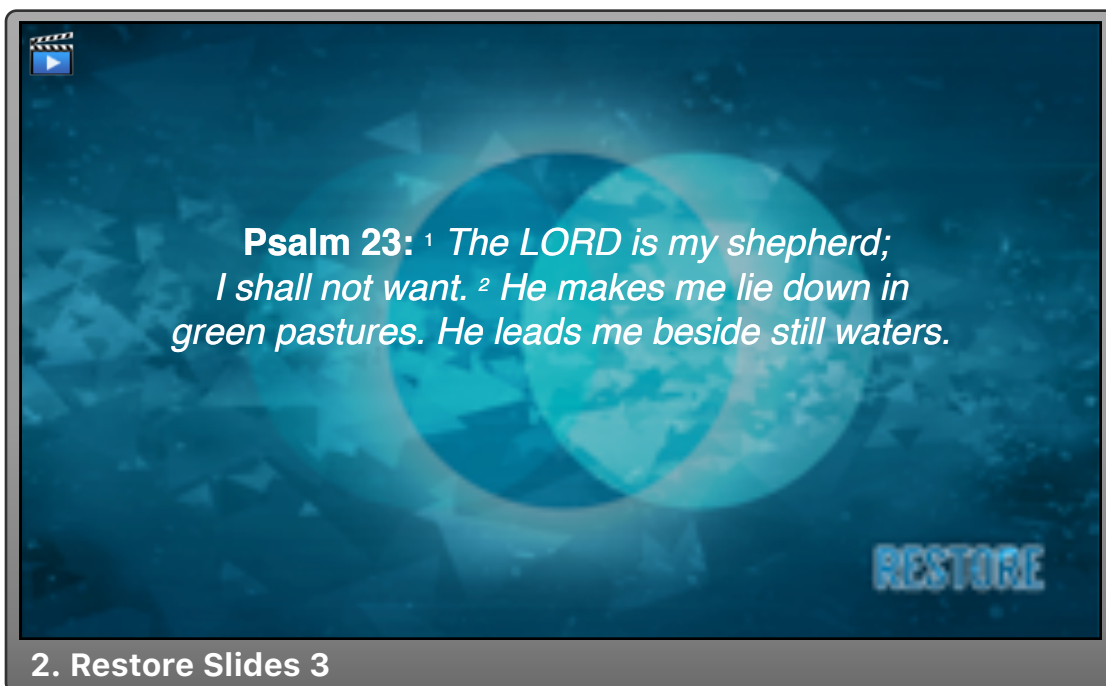 Psalm 23: 1 The LORD is my shepherd;
I shall not want. 2 He makes me lie down in
green pastures. He leads me beside still waters.
RESTORE
2. Restore Slides 3